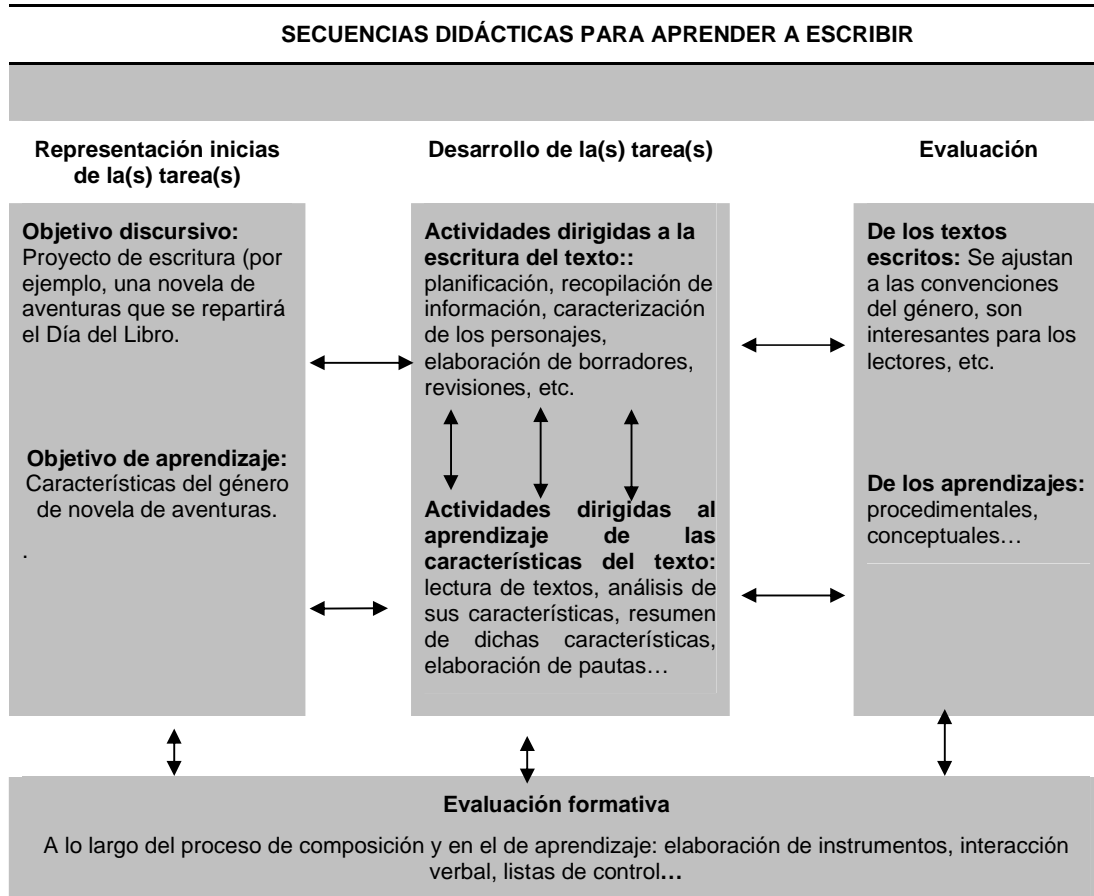 SECUENCIAS DIDÁCTICAS PARA APRENDER A ESCRIBIR
Representación inicias
de la(s) tarea(s)
Objetivo discursivo:
Proyecto de escritura (por
ejemplo, una novela de
aventuras que se repartirá
el Día del Libro.
Objetivo de aprendizaje:
Características del género
de novela de aventuras.
.
Desarrollo de la(s) tarea(s)
Actividades dirigidas a la
escritura del texto::
planificación, recopilación de
información, caracterización
de los personajes,
elaboración de borradores,
revisiones, etc.
Actividades dirigidas al
aprendizaje de las
características del texto:
lectura de textos, análisis de
sus características, resumen
de dichas características,
elaboración de pautas…
Evaluación
De los textos
escritos: Se ajustan
a las convenciones
del género, son
interesantes para los
lectores, etc.
De los aprendizajes:
procedimentales,
conceptuales…
Evaluación formativa
A lo largo del proceso de composición y en el de aprendizaje: elaboración de instrumentos, interacción
verbal, listas de control…